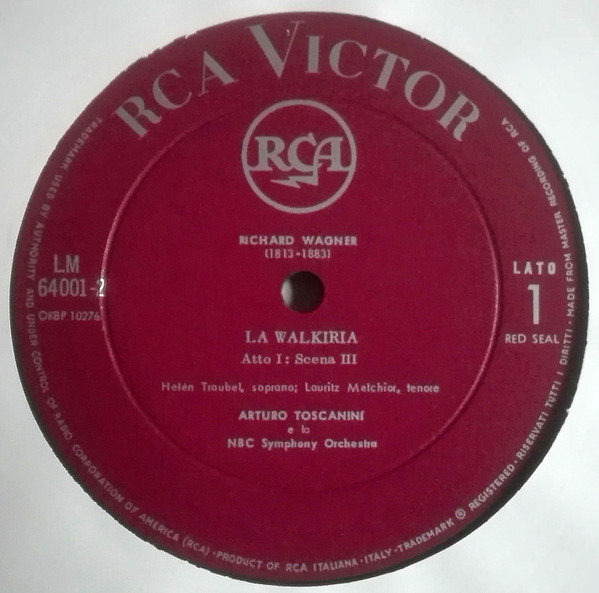 RCA VICTOR
RCA
RICHARD WAGNER
(1813-1883)
LM
64001-2
OKBP 10276
LATO
1
RED SEAL
LA WALKIRIA
Atto I: Scena III
Helen Traubel, soprano; Lauritz Melchior, tenore
ARTURO TOSCANINI
e la
NBC Symphony Orchestra
TRADEMARK USED BY AUTHORITY AND UNDER CONTROL OF RADIO CORPORATION OF AMERICA (RCA)·PRODUCT OF RCA ITALIANA·ITALY-TRADEMARK ® REGISTERED·RISERVATI TUTTI I DIRITTI·MADE FROM MASTER RECORDING OF RCA